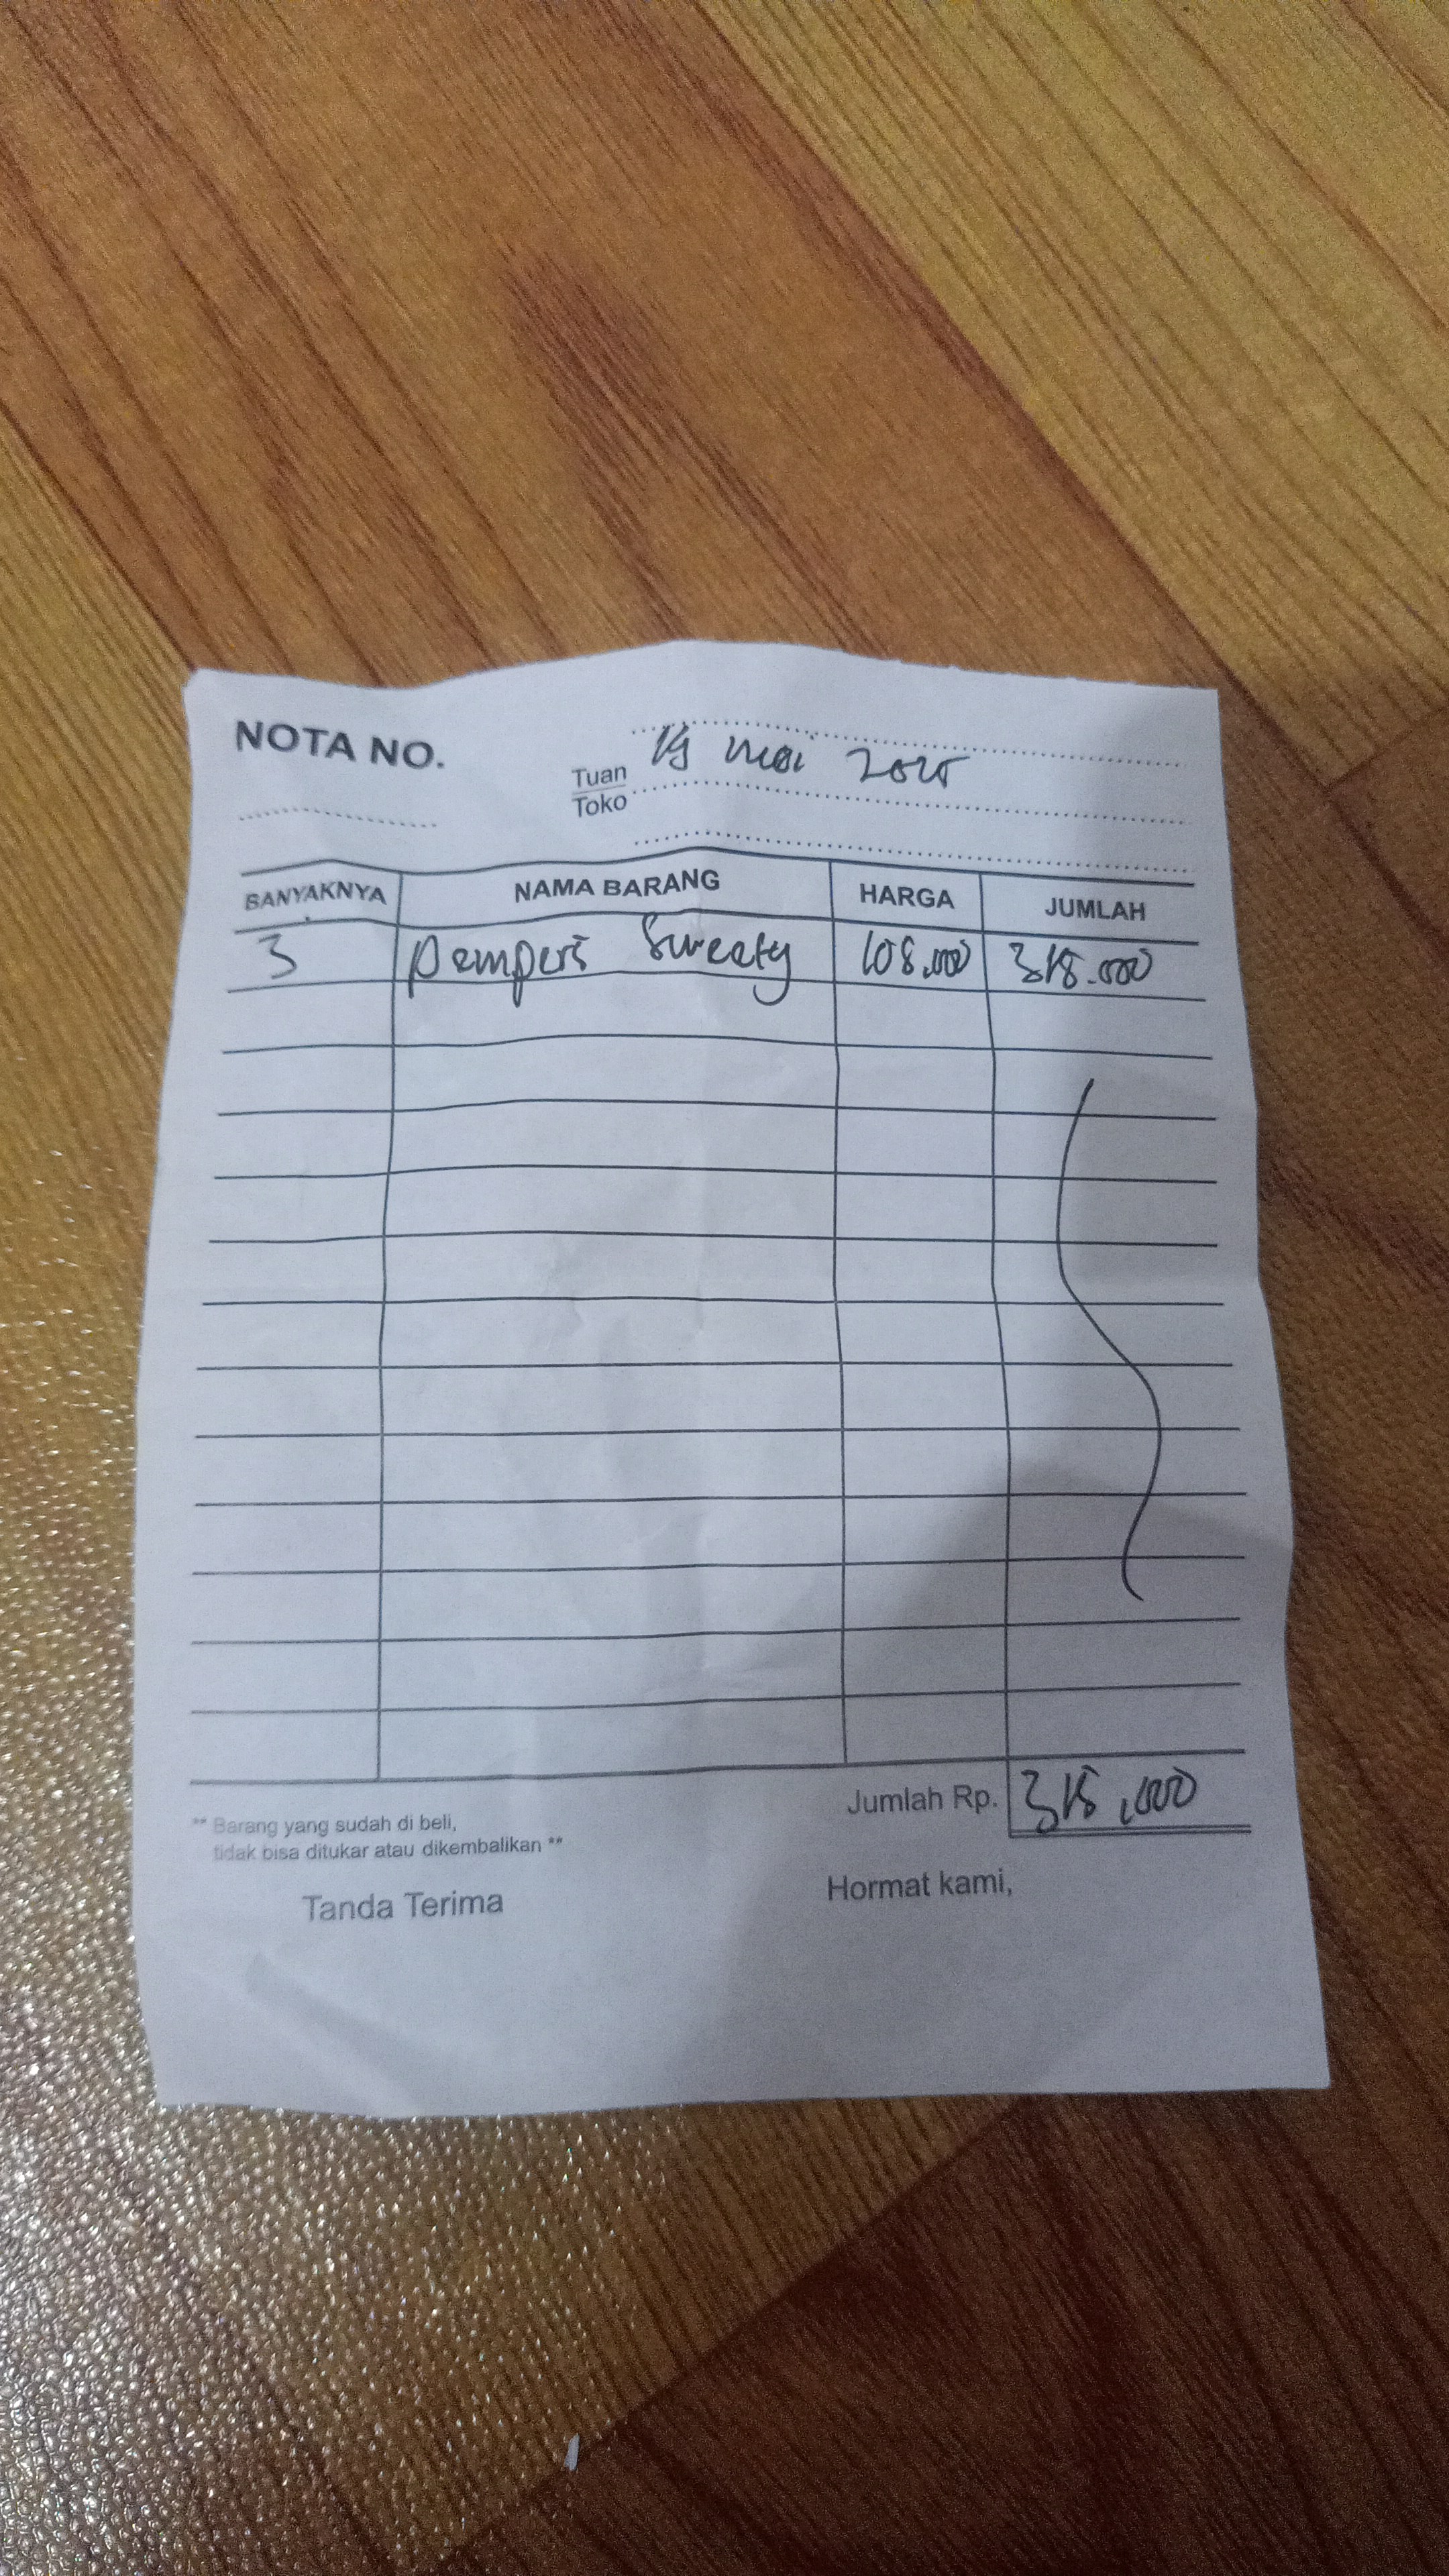 NOTA NO.
Tuan
Toko
mei 2025
BANYAKNYA NAMA BARANG HARGA JUMLAH
3 pempers Sweety 108.000 318.000
Jumlah Rp. 318.000
** Barang yang sudah di beli,
tidak bisa ditukar atau dikembalikan **
Tanda Terima
Hormat kami,